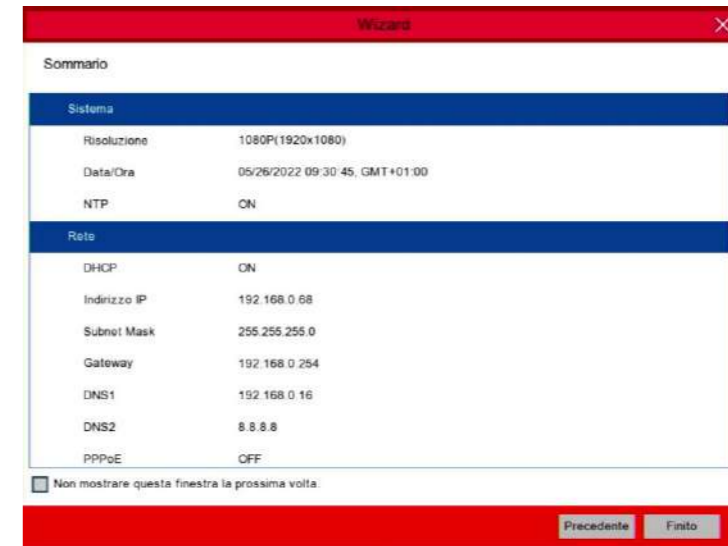 Wizard
Sommario
Sistema
Risoluzione 1080P(1920x1080)
Data/Ora 05/26/2022 09:30:45, GMT+01:00
NTP ON
Rete
DHCP ON
Indirizzo IP 192.168.0.68
Subnet Mask 255.255.255.0
Gateway 192.168.0.254
DNS1 192.168.0.16
DNS2 8.8.8.8
PPPoE OFF
Non mostrare questa finestra la prossima volta.
Precedente Finito